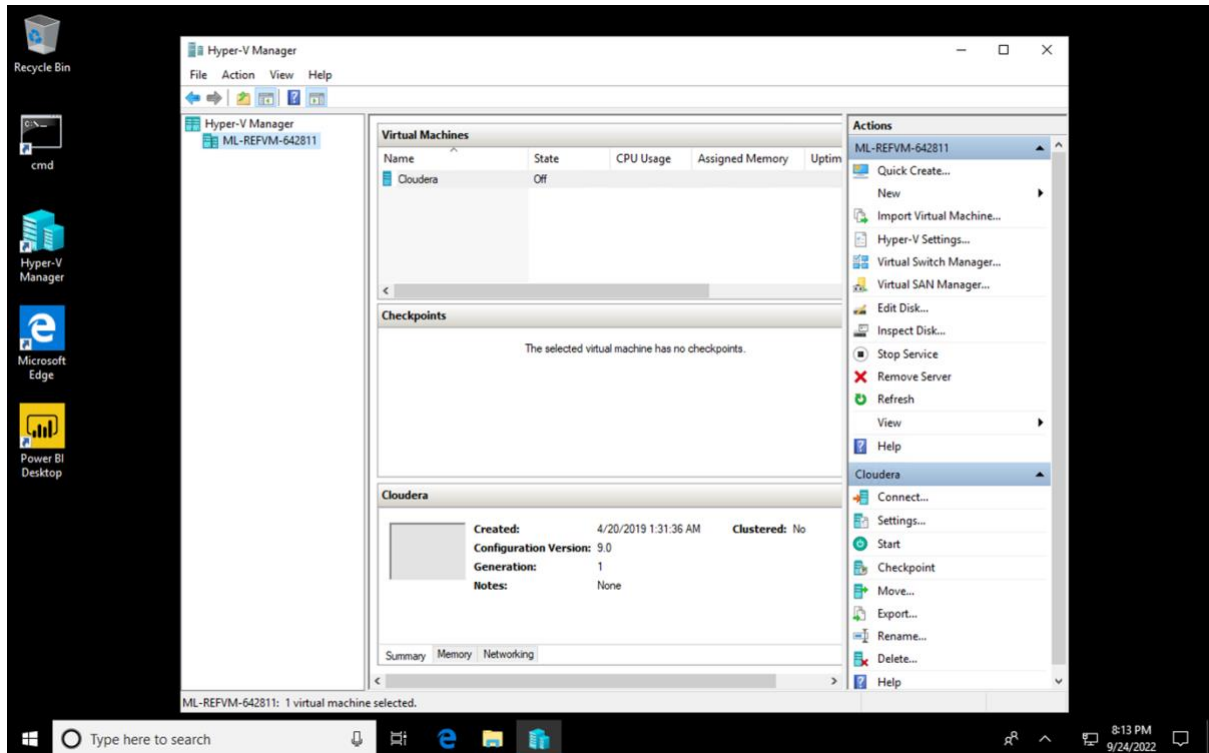 Recycle Bin
cmd
Hyper-V
Manager
Microsoft
Edge
Power BI
Desktop
Hyper-V Manager
File Action View Help
Hyper-V Manager
ML-REFVM-642811
Virtual Machines
Name State CPU Usage Assigned Memory Uptim
Cloudera Off
Checkpoints
The selected virtual machine has no checkpoints.
Cloudera
Created: 4/20/2019 1:31:36 AM Clustered: No
Configuration Version: 9.0
Generation: 1
Notes: None
Summary Memory Networking
Actions
ML-REFVM-642811
Quick Create...
New
Import Virtual Machine...
Hyper-V Settings...
Virtual Switch Manager...
Virtual SAN Manager...
Edit Disk...
Inspect Disk...
Stop Service
Remove Server
Refresh
View
Help
Cloudera
Connect...
Settings...
Start
Checkpoint
Move...
Export...
Rename...
Delete...
Help
ML-REFVM-642811: 1 virtual machine selected.
Type here to search
8:13 PM
9/24/2022